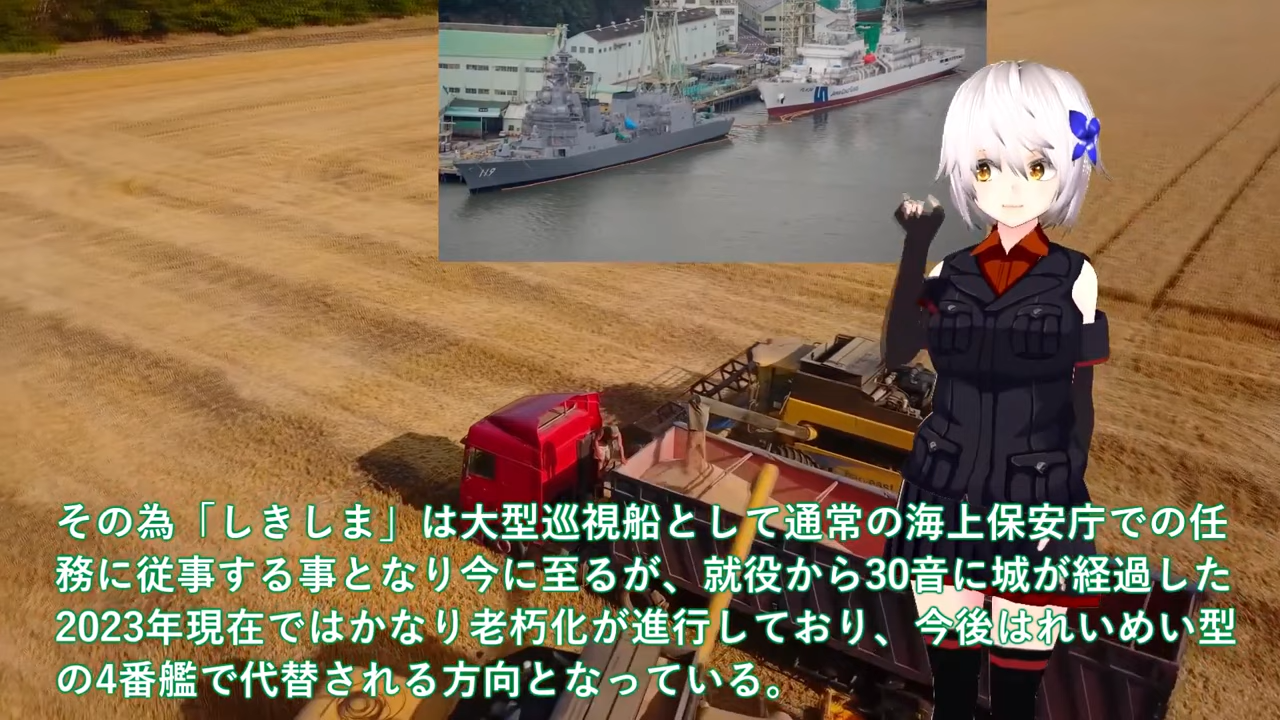 119
その為「しきしま」は大型巡視船として通常の海上保安庁での任
務に従事する事となり今に至るが、就役から30音に城が経過した
2023年現在ではかなり老朽化が進行しており、今後はれいめい型
の4番艦で代替される方向となっている。